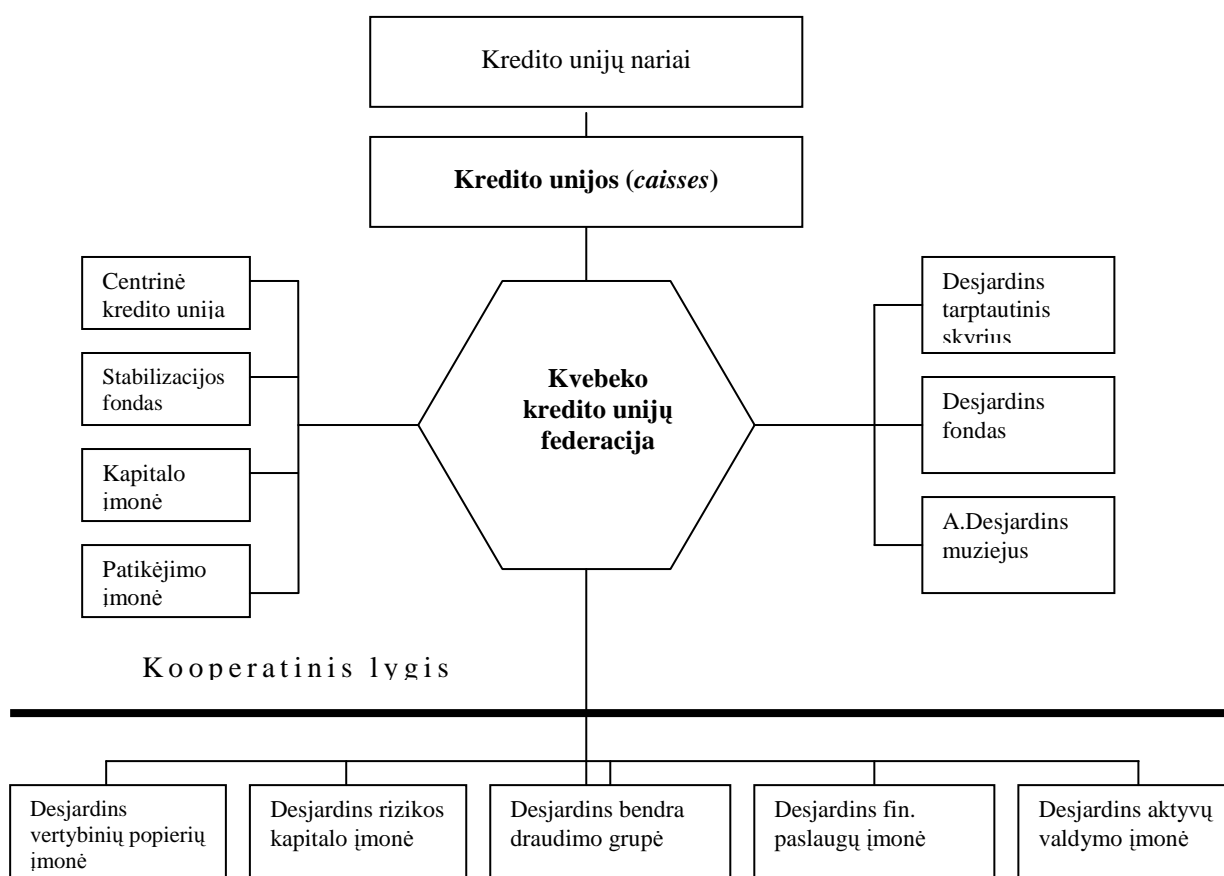 Kredito unijų nariai
Kredito unijos (caisses)
Centrinė
kredito unija
Stabilizacijos
fondas
Kapitalo
įmonė
Patikėjimo
įmonė
Kvebeko
kredito unijų
federacija
Desjardins
tarptautinis
skyrius
Desjardins
fondas
A.Desjardins
muziejus
Kooperatinis lygis
Desjardins
vertybinių popierių
įmonė
Desjardins rizikos
kapitalo įmonė
Desjardins bendra
draudimo grupė
Desjardins fin.
paslaugų įmonė
Desjardins aktyvų
valdymo įmonė